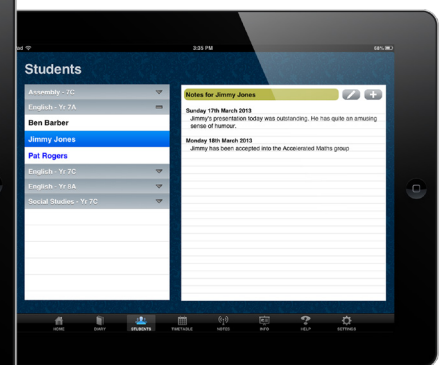 ad
3:35 PM
68%
Students
Assembly - 7C
English - Yr 7A
Ben Barber
Jimmy Jones
Pat Rogers
English - Yr 7C
English - Yr 8A
Social Studies - Yr 7C
Notes for Jimmy Jones
Sunday 17th March 2013
Jimmy's presentation today was outstanding. He has quite an amusing
sense of humour.
Monday 18th March 2013
Jimmy has been accepted into the Accelerated Maths group
HOME DIARY STUDENTS TIMETABLE NOTES INFO HELP SETTINGS